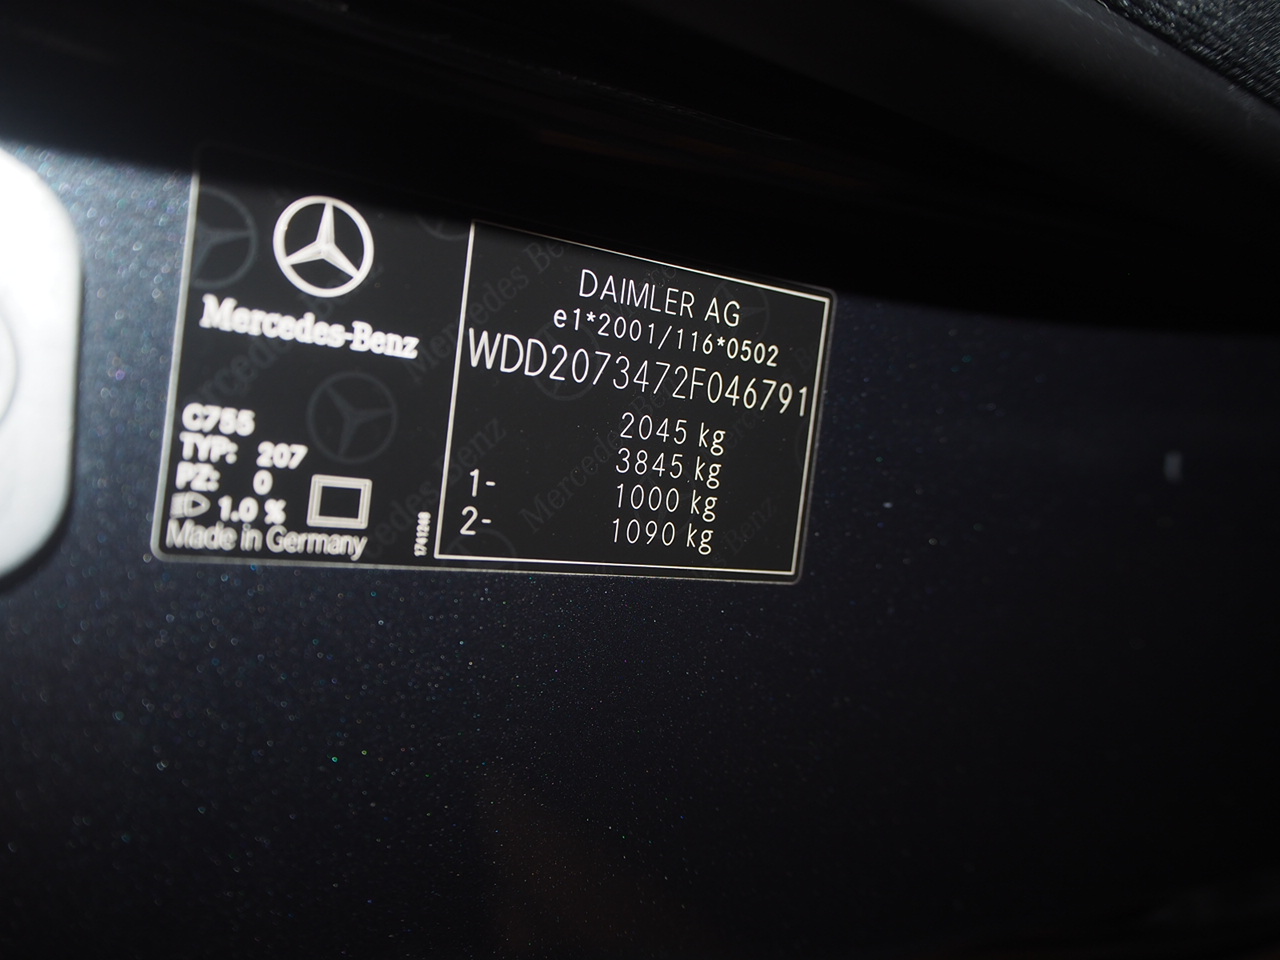 Mercedes-Benz
C755
TYP: 207
PZ: 0
1.0 %
Made in Germany
1741240
DAIMLER AG
e1*2001/116*0502
WDD2073472F046791
2045 kg
3845 kg
1- 1000 kg
2- 1090 kg